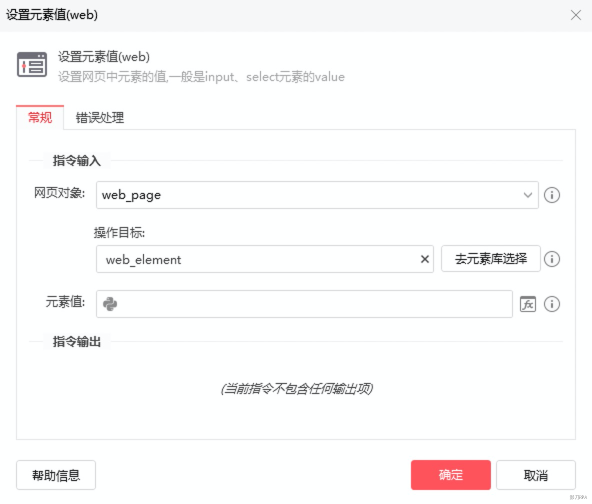 设置元素值(web)
设置元素值(web)
设置网页中元素的值,一般是input、select元素的value
常规 错误处理
指令输入
网页对象: web_page
操作目标:
web_element 去元素库选择
元素值:
指令输出
(当前指令不包含任何输出项)
帮助信息 确定 取消